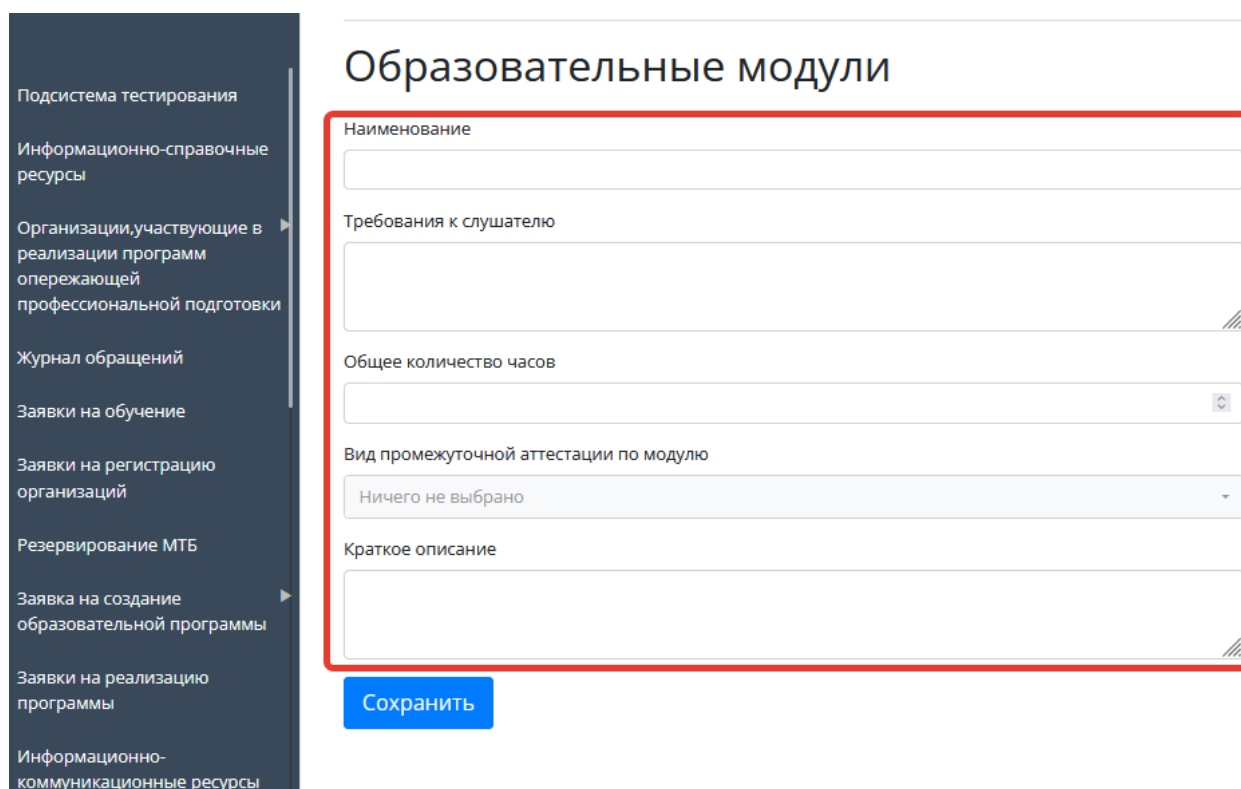 Подсистема тестирования
Информационно-справочные
ресурсы
Организации,участвующие в
реализации программ
опережающей
профессиональной подготовки
Журнал обращений
Заявки на обучение
Заявки на регистрацию
организаций
Резервирование МТБ
Заявка на создание
образовательной программы
Заявки на реализацию
программы
Информационно-
коммуникационные ресурсы
Образовательные модули
Наименование
Требования к слушателю
Общее количество часов
Вид промежуточной аттестации по модулю
Ничего не выбрано
Краткое описание
Сохранить